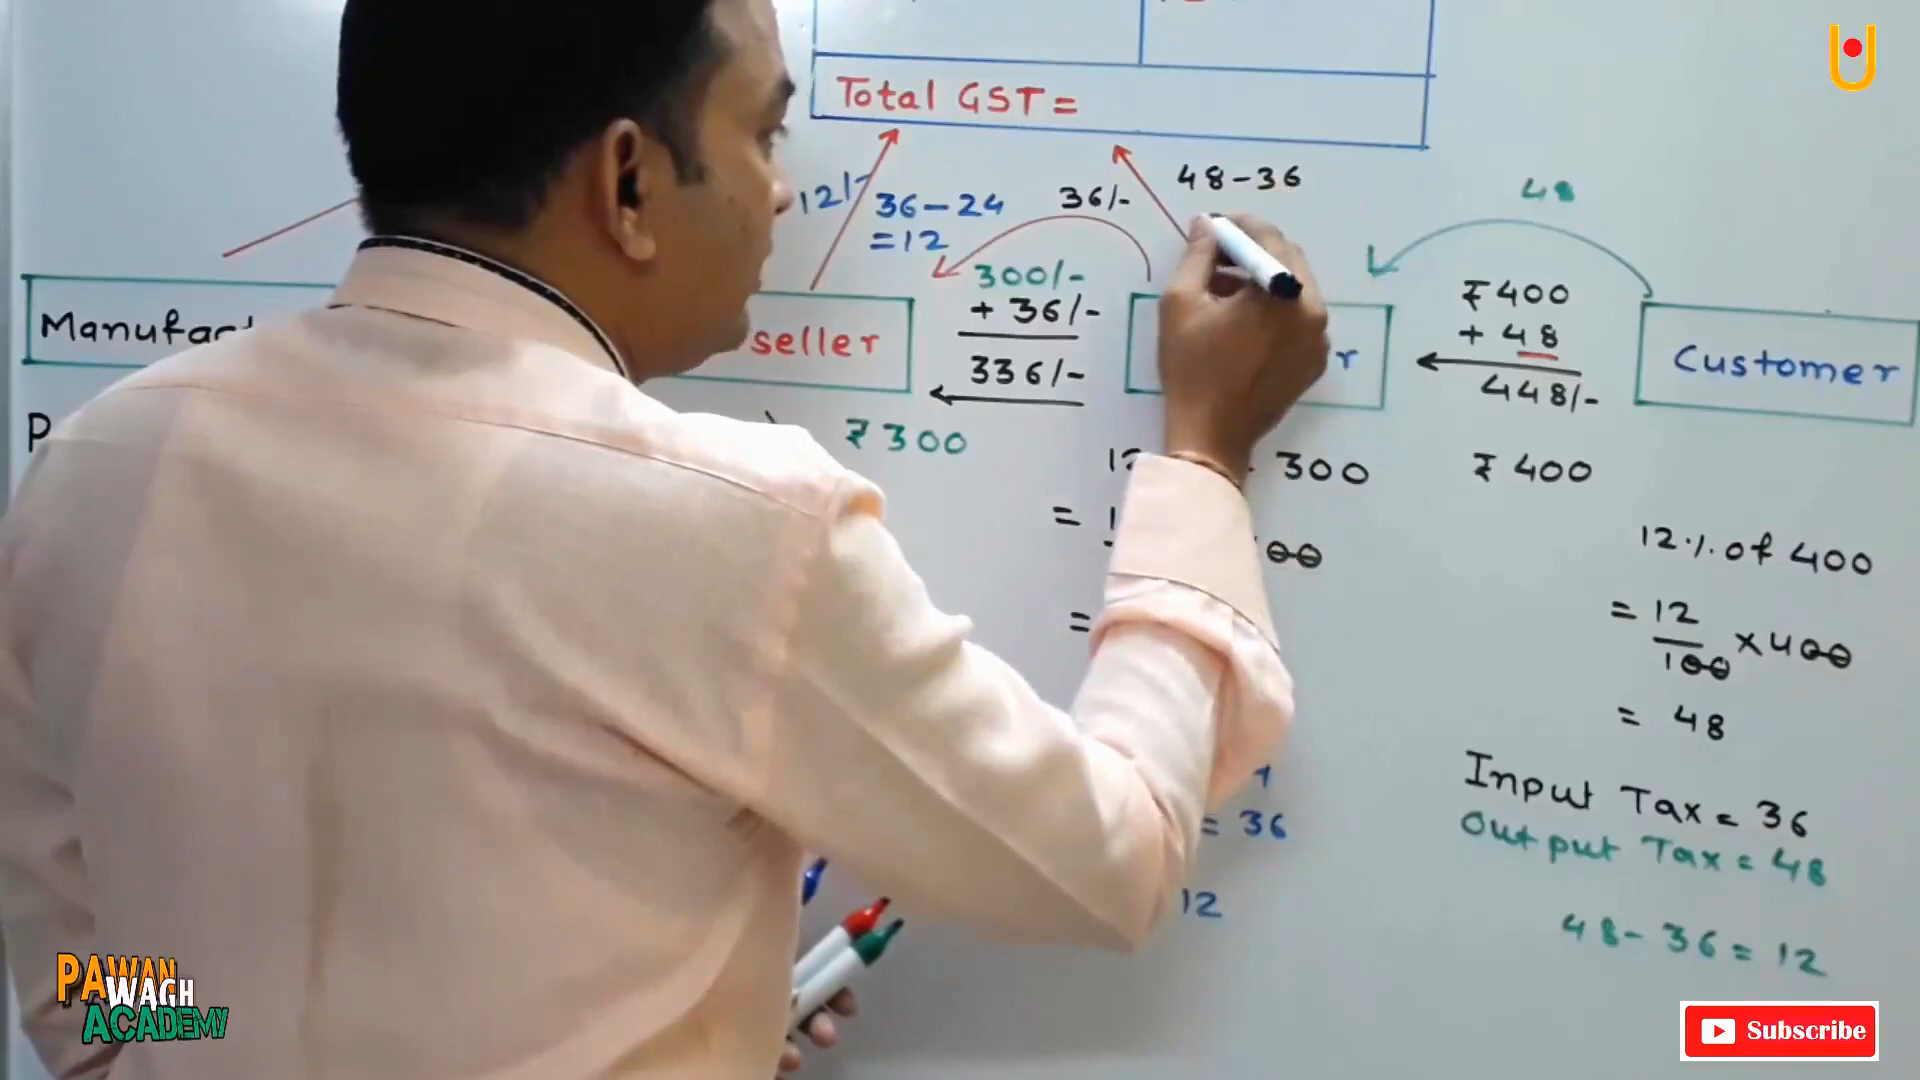 Total GST =
12/-
36 - 24
= 12
36/-
48 - 36
48
300/-
+ 36/-
336/-
₹ 400
+ 48
448/-
seller
Customer
₹ 300
300
₹ 400
12 % of 400
= 12/100 × 400
= 48
Input Tax = 36
Output Tax = 48
48 - 36 = 12
= 36
12
PAWAN
WAGH
ACADEMY
Subscribe